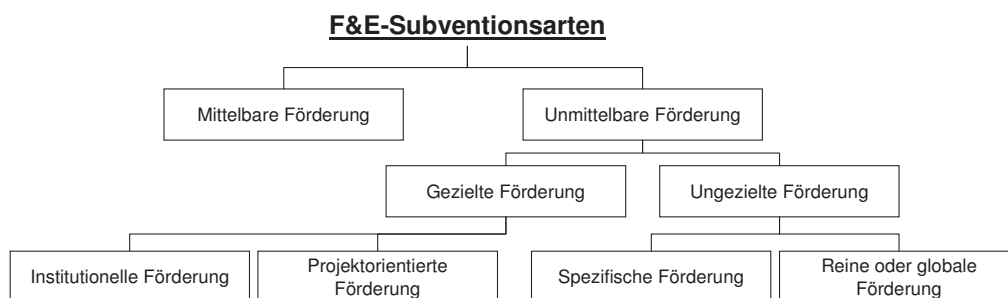 F&E-Subventionsarten
Mittelbare Förderung
Unmittelbare Förderung
Gezielte Förderung
Ungezielte Förderung
Institutionelle Förderung
Projektorientierte
Förderung
Spezifische Förderung
Reine oder globale
Förderung